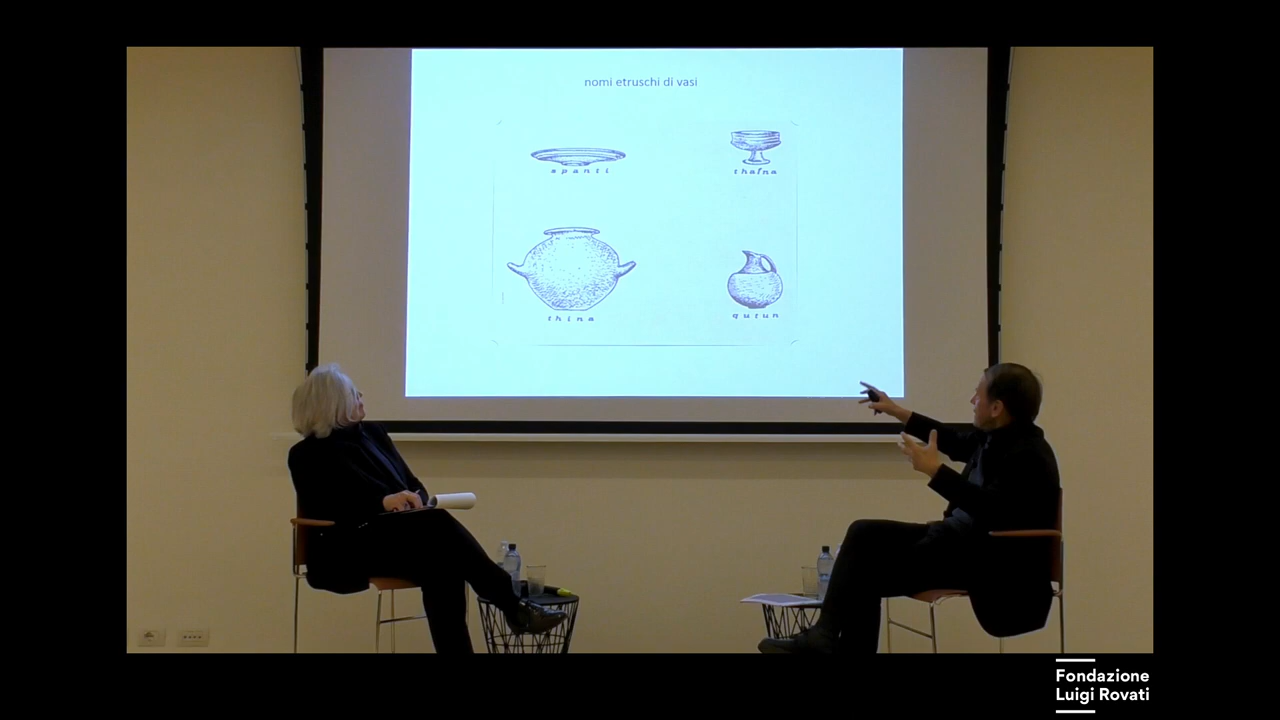 nomi etruschi di vasi
spanti
thafna
thina
qutun
Fondazione
Luigi Rovati